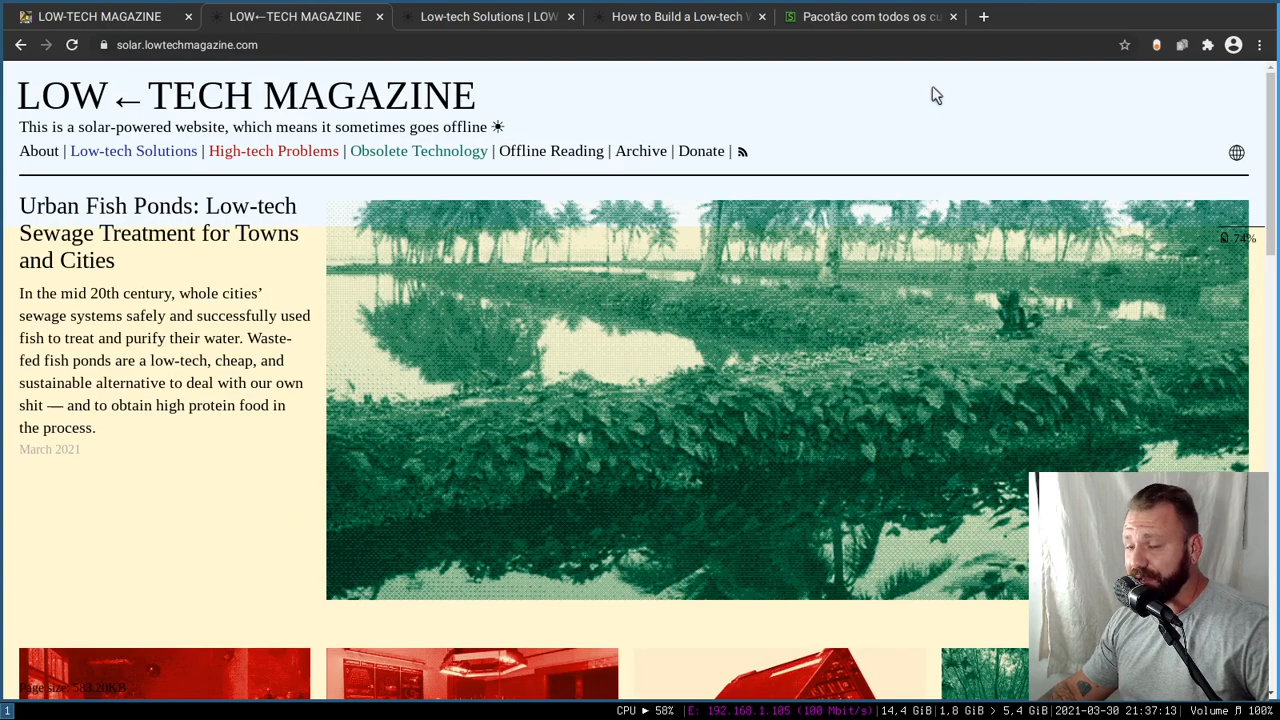 LOW-TECH MAGAZINE
LOW←TECH MAGAZINE
Low-tech Solutions | LOW
How to Build a Low-tech W
Pacotão com todos os cu
solar.lowtechmagazine.com
LOW←TECH MAGAZINE
This is a solar-powered website, which means it sometimes goes offline ☀
About | Low-tech Solutions | High-tech Problems | Obsolete Technology | Offline Reading | Archive | Donate |
Urban Fish Ponds: Low-tech
Sewage Treatment for Towns
and Cities
74%
In the mid 20th century, whole cities’
sewage systems safely and successfully used
fish to treat and purify their water. Waste-
fed fish ponds are a low-tech, cheap, and
sustainable alternative to deal with our own
shit — and to obtain high protein food in
the process.
March 2021
Page size: 583.20KB
1
CPU ► 58% |E: 192.168.1.105 (100 Mbit/s)|14,4 GiB|1,8 GiB > 5,4 GiB|2021-03-30 21:37:13| Volume ♬ 100%